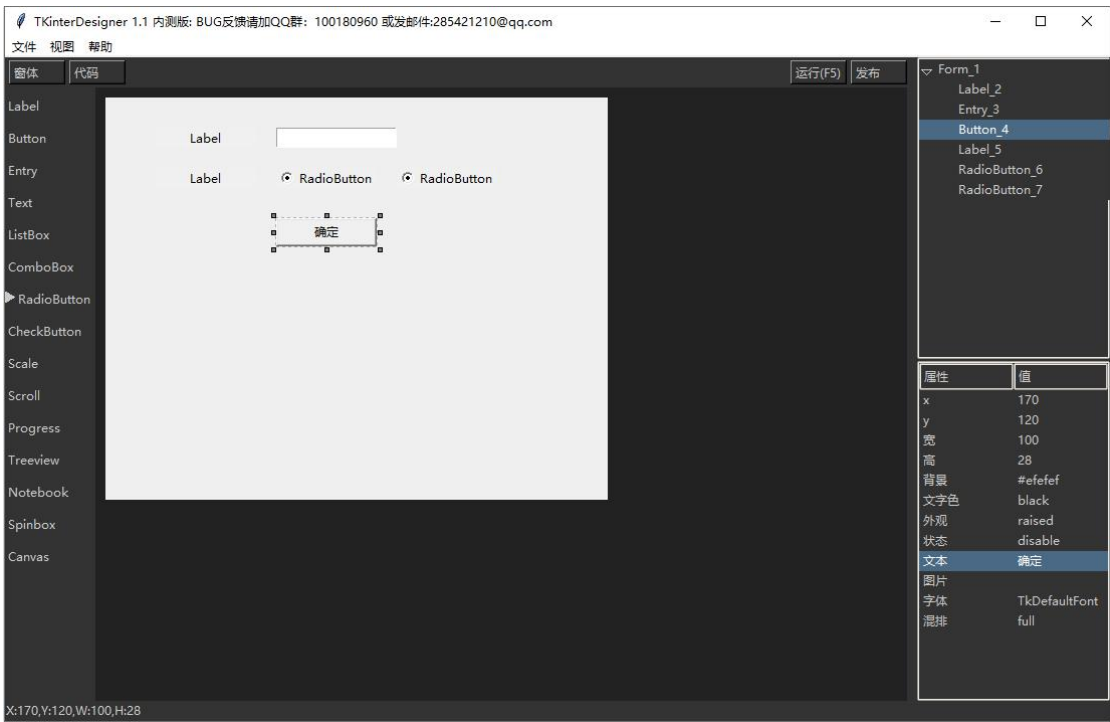 TKinterDesigner 1.1 内测版: BUG反馈请加QQ群：100180960 或发邮件:285421210@qq.com
文件 视图 帮助
窗体 代码 运行(F5) 发布
Label
Button
Entry
Text
ListBox
ComboBox
RadioButton
CheckButton
Scale
Scroll
Progress
Treeview
Notebook
Spinbox
Canvas
Label
Label RadioButton RadioButton
确定
Form_1
Label_2
Entry_3
Button_4
Label_5
RadioButton_6
RadioButton_7
属性 值
x 170
y 120
宽 100
高 28
背景 #efefef
文字色 black
外观 raised
状态 disable
文本 确定
图片
字体 TkDefaultFont
混排 full
X:170,Y:120,W:100,H:28